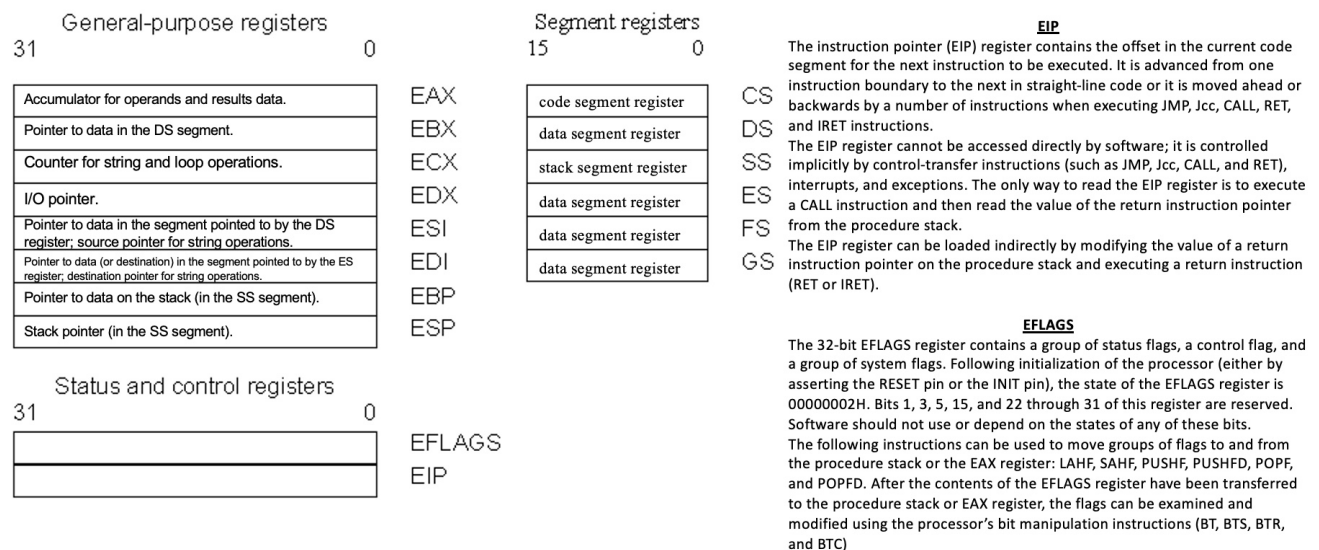 General-purpose registers
31 0
Accumulator for operands and results data. EAX
Pointer to data in the DS segment. EBX
Counter for string and loop operations. ECX
I/O pointer. EDX
Pointer to data in the segment pointed to by the DS
register; source pointer for string operations. ESI
Pointer to data (or destination) in the segment pointed to by the ES
register; destination pointer for string operations. EDI
Pointer to data on the stack (in the SS segment). EBP
Stack pointer (in the SS segment). ESP
Status and control registers
31 0
EFLAGS
EIP
Segment registers
15 0
code segment register CS
data segment register DS
stack segment register SS
data segment register ES
data segment register FS
data segment register GS
EIP
The instruction pointer (EIP) register contains the offset in the current code
segment for the next instruction to be executed. It is advanced from one
instruction boundary to the next in straight-line code or it is moved ahead or
backwards by a number of instructions when executing JMP, Jcc, CALL, RET,
and IRET instructions.
The EIP register cannot be accessed directly by software; it is controlled
implicitly by control-transfer instructions (such as JMP, Jcc, CALL, and RET),
interrupts, and exceptions. The only way to read the EIP register is to execute
a CALL instruction and then read the value of the return instruction pointer
from the procedure stack.
The EIP register can be loaded indirectly by modifying the value of a return
instruction pointer on the procedure stack and executing a return instruction
(RET or IRET).
EFLAGS
The 32-bit EFLAGS register contains a group of status flags, a control flag, and
a group of system flags. Following initialization of the processor (either by
asserting the RESET pin or the INIT pin), the state of the EFLAGS register is
00000002H. Bits 1, 3, 5, 15, and 22 through 31 of this register are reserved.
Software should not use or depend on the states of any of these bits.
The following instructions can be used to move groups of flags to and from
the procedure stack or the EAX register: LAHF, SAHF, PUSHF, PUSHFD, POPF,
and POPFD. After the contents of the EFLAGS register have been transferred
to the procedure stack or EAX register, the flags can be examined and
modified using the processor's bit manipulation instructions (BT, BTS, BTR,
and BTC)